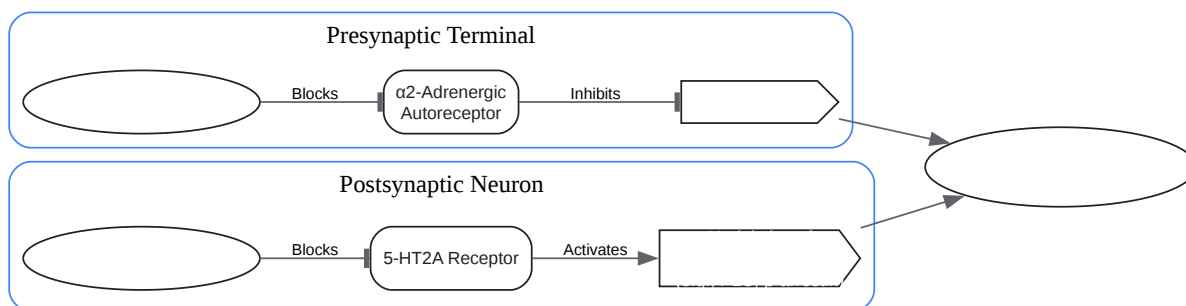 Presynaptic Terminal
Blocks
α2-Adrenergic
Autoreceptor
Inhibits
Postsynaptic Neuron
Blocks
5-HT2A Receptor
Activates